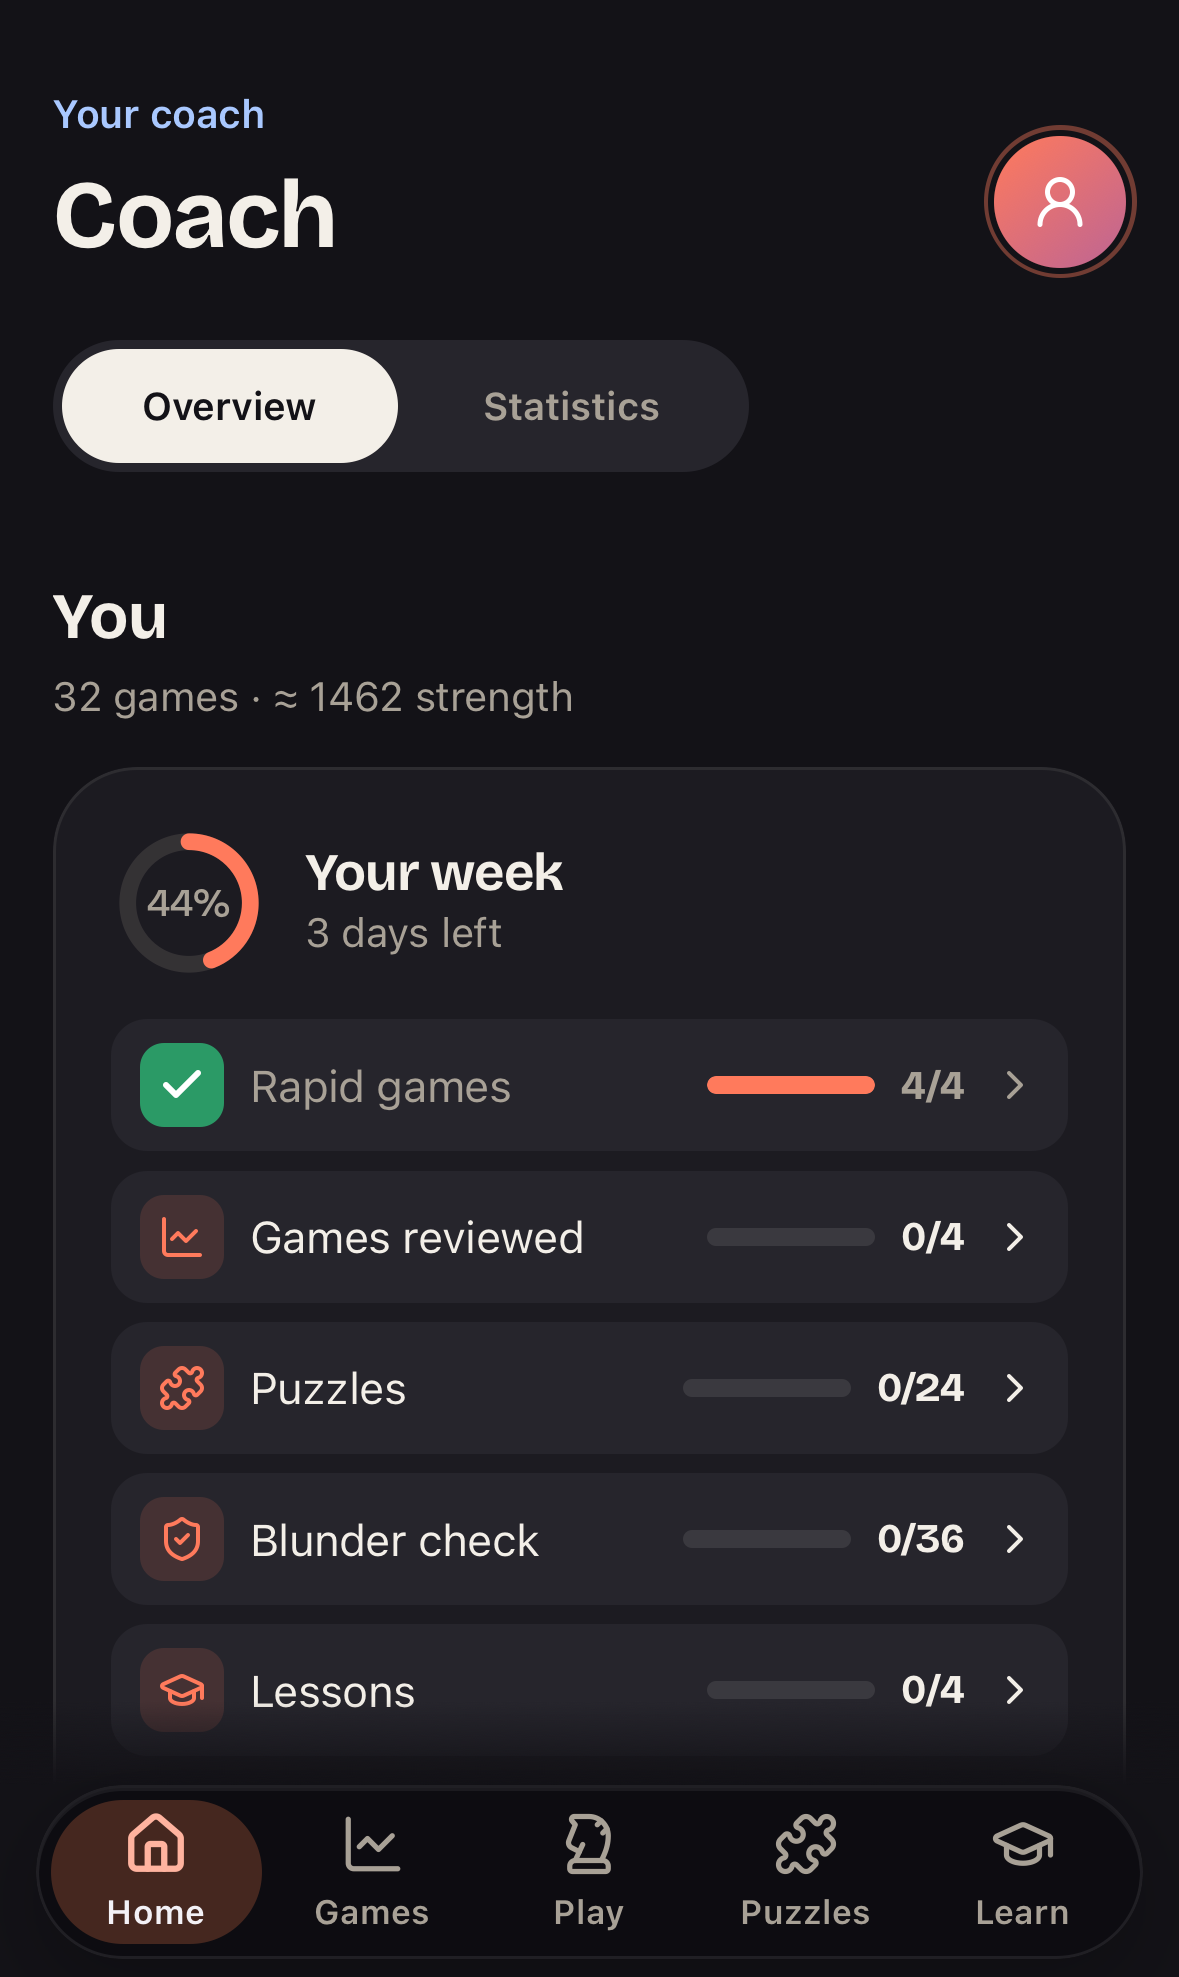 Your coach
Coach
Overview Statistics
You
32 games · ≈ 1462 strength
44%
Your week
3 days left
Rapid games 4/4
Games reviewed 0/4
Puzzles 0/24
Blunder check 0/36
Lessons 0/4
Home Games Play Puzzles Learn